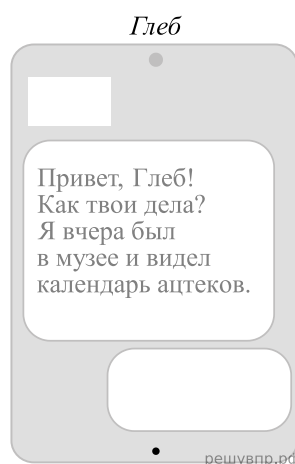 Глеб
Привет, Глеб!
Как твои дела?
Я вчера был
в музее и видел
календарь ацтеков.
решувпр.рф